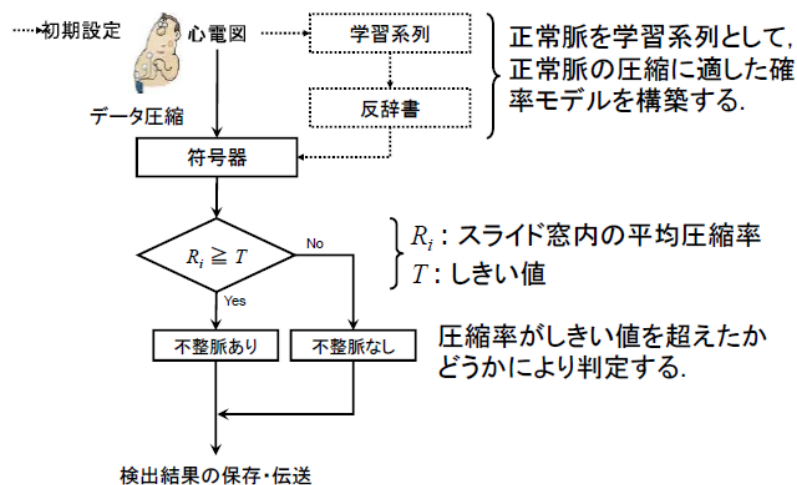 初期設定
心電図
学習系列
正常脈を学習系列として,
正常脈の圧縮に適した確
率モデルを構築する.
反辞書
データ圧縮
符号器
R_i ≧ T
No
Yes
R_i : スライド窓内の平均圧縮率
T : しきい値
不整脈あり
不整脈なし
圧縮率がしきい値を超えたか
どうかにより判定する.
検出結果の保存・伝送